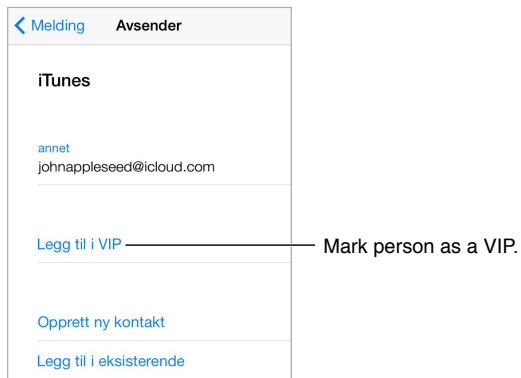 Melding Avsender
iTunes
annet
johnappleseed@icloud.com
Legg til i VIP Mark person as a VIP.
Opprett ny kontakt
Legg til i eksisterende